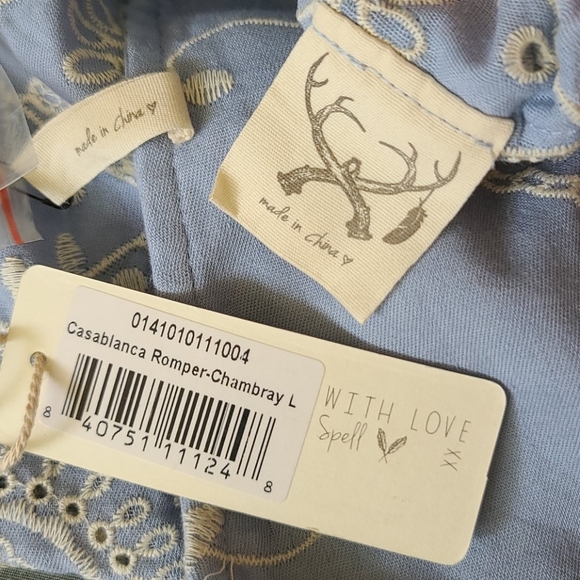 made in China ♡
made in China ♡
0141010111004
Casablanca Romper-Chambray L
8 40751 11124 8
WITH LOVE
Spell
XX